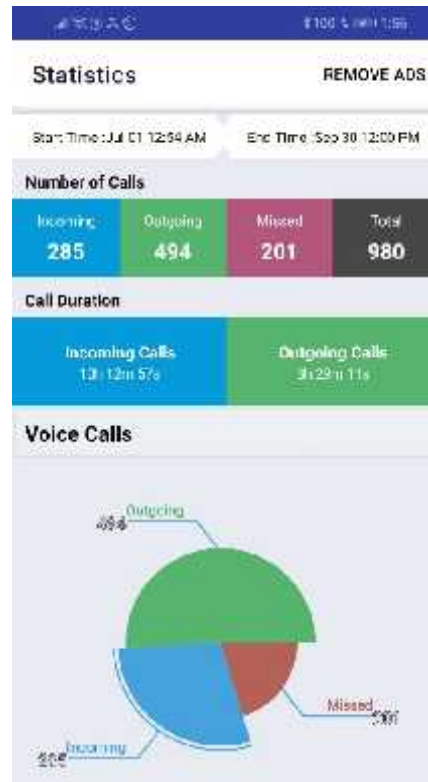 Statistics REMOVE ADS
Start Time :Jul 01 12:54 AM End Time :Sep 30 12:00 PM
Number of Calls
Incoming Outgoing Missed Total
285 494 201 980
Call Duration
Incoming Calls Outgoing Calls
Voice Calls
Outgoing
494
Missed
Incoming